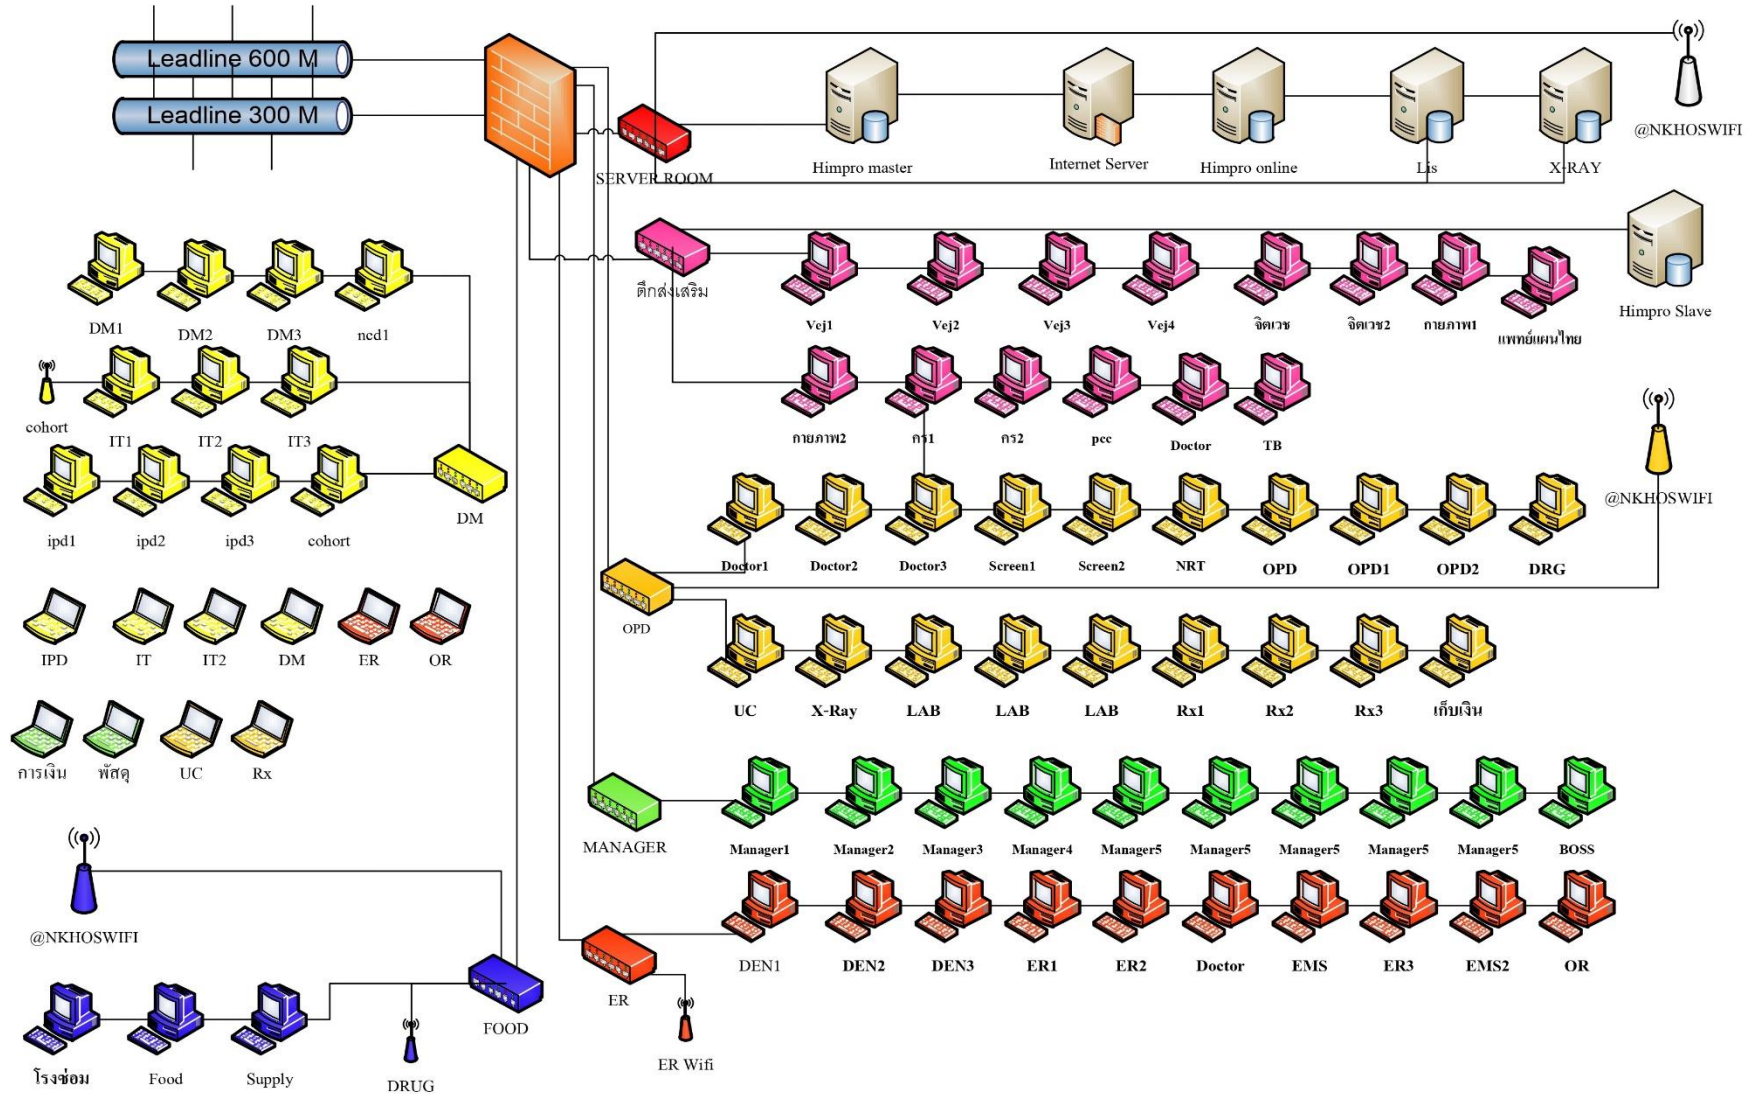 Leadline 600 M
Leadline 300 M
SERVER ROOM
Himpro master
Internet Server
Himpro online
Lis
X-RAY
@NKHOSWIFI
ตึกส่งเสริม
Vej1
Vej2
Vej3
Vej4
จิตเวช
จิตเวช2
กายภาพ1
แพทย์แผนไทย
Himpro Slave
DM1
DM2
DM3
ncd1
cohort
IT1
IT2
IT3
กายภาพ2
คร1
คร2
pcc
Doctor
TB
@NKHOSWIFI
ipd1
ipd2
ipd3
cohort
DM
Doctor1
Doctor2
Doctor3
Screen1
Screen2
NRT
OPD
OPD1
OPD2
DRG
OPD
IPD
IT
IT2
DM
ER
OR
UC
X-Ray
LAB
LAB
LAB
Rx1
Rx2
Rx3
เก็บเงิน
การเงิน
พัสดุ
UC
Rx
MANAGER
Manager1
Manager2
Manager3
Manager4
Manager5
Manager5
Manager5
Manager5
Manager5
BOSS
@NKHOSWIFI
DEN1
DEN2
DEN3
ER1
ER2
Doctor
EMS
ER3
EMS2
OR
ER
FOOD
ER Wifi
โรงซ่อม
Food
Supply
DRUG